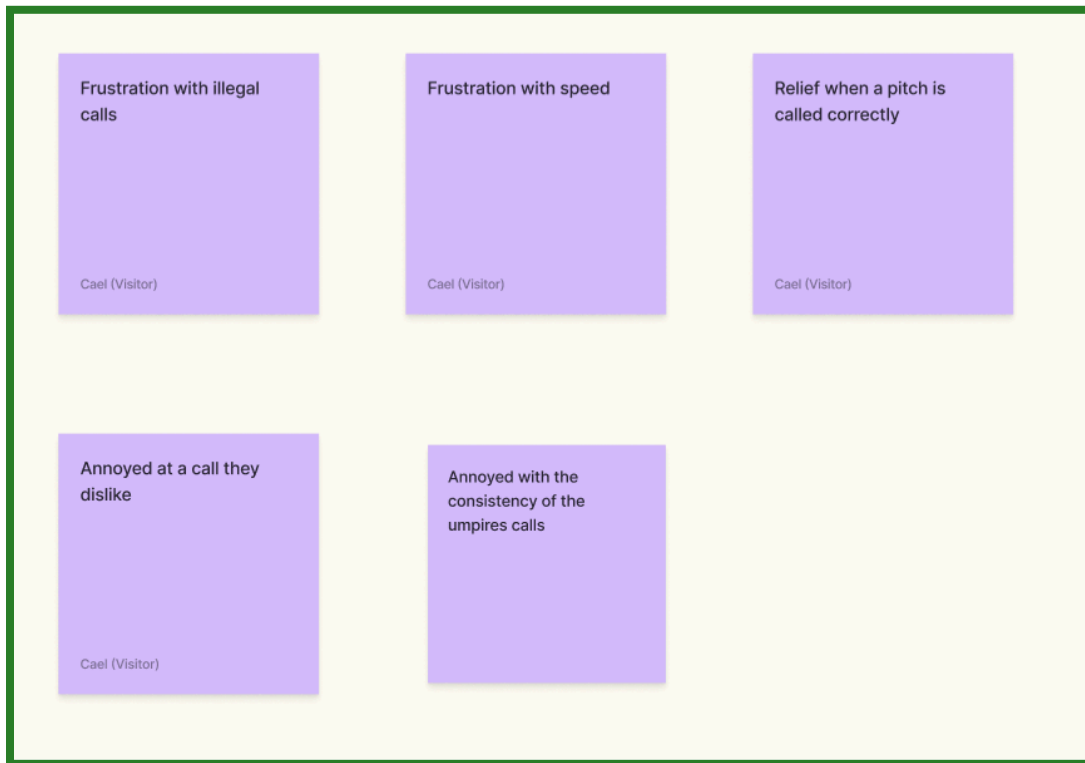 Frustration with illegal
calls
Cael (Visitor)
Frustration with speed
Cael (Visitor)
Relief when a pitch is
called correctly
Cael (Visitor)
Annoyed at a call they
dislike
Cael (Visitor)
Annoyed with the
consistency of the
umpires calls